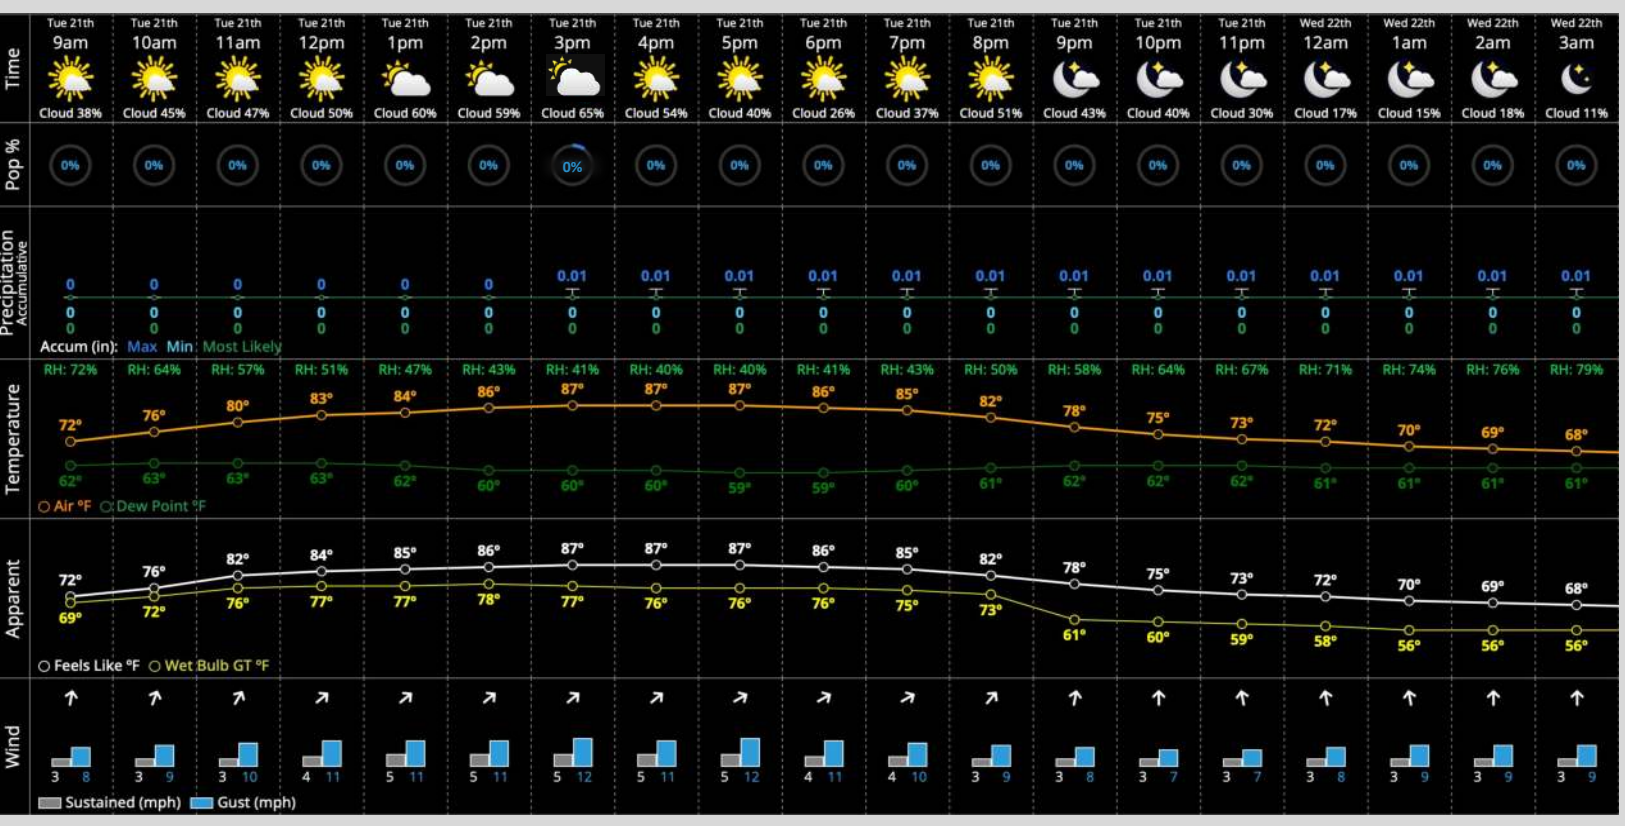 Time
Tue 21th Tue 21th Tue 21th Tue 21th Tue 21th Tue 21th Tue 21th Tue 21th Tue 21th Tue 21th Tue 21th Tue 21th Tue 21th Tue 21th Tue 21th Wed 22th Wed 22th Wed 22th Wed 22th
9am 10am 11am 12pm 1pm 2pm 3pm 4pm 5pm 6pm 7pm 8pm 9pm 10pm 11pm 12am 1am 2am 3am
Cloud 38% Cloud 45% Cloud 47% Cloud 50% Cloud 60% Cloud 59% Cloud 65% Cloud 54% Cloud 40% Cloud 26% Cloud 37% Cloud 51% Cloud 43% Cloud 40% Cloud 30% Cloud 17% Cloud 15% Cloud 18% Cloud 11%
Pop %
0% 0% 0% 0% 0% 0% 0% 0% 0% 0% 0% 0% 0% 0% 0% 0% 0% 0% 0%
Precipitation
Accumulative
0 0 0 0 0 0 0.01 0.01 0.01 0.01 0.01 0.01 0.01 0.01 0.01 0.01 0.01 0.01 0.01
0 0 0 0 0 0 0 0 0 0 0 0 0 0 0 0 0 0 0
0 0 0 0 0 0 0 0 0 0 0 0 0 0 0 0 0 0 0
Accum (in): Max Min Most Likely
Temperature
RH: 72% RH: 64% RH: 57% RH: 51% RH: 47% RH: 43% RH: 41% RH: 40% RH: 40% RH: 41% RH: 43% RH: 50% RH: 58% RH: 64% RH: 67% RH: 71% RH: 74% RH: 76% RH: 79%
72° 76° 80° 83° 84° 86° 87° 87° 87° 86° 85° 82° 78° 75° 73° 72° 70° 69° 68°
62° 63° 63° 63° 62° 60° 60° 60° 59° 59° 60° 61° 62° 62° 62° 61° 61° 61° 61°
Air °F Dew Point °F
Apparent
72° 76° 82° 84° 85° 86° 87° 87° 87° 86° 85° 82° 78° 75° 73° 72° 70° 69° 68°
69° 72° 76° 77° 77° 78° 77° 76° 76° 76° 75° 73° 61° 60° 59° 58° 56° 56° 56°
Feels Like °F Wet Bulb GT °F
Wind
3 8 3 9 3 10 4 11 5 11 5 11 5 12 5 11 5 12 4 11 4 10 3 9 3 8 3 7 3 7 3 8 3 9 3 9 3 9
Sustained (mph) Gust (mph)